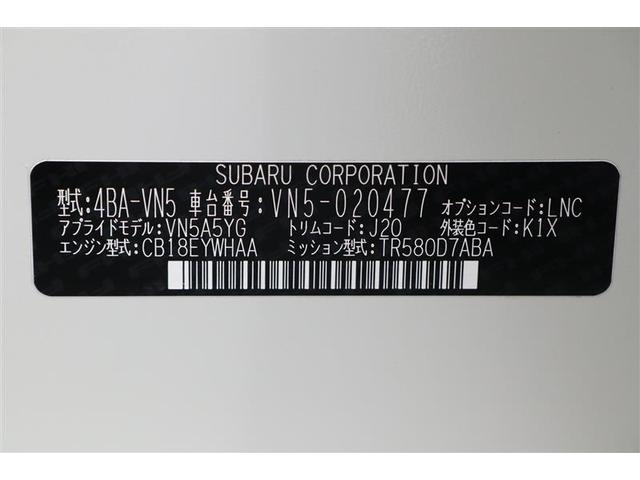 SUBARU CORPORATION
型式:4BA-VN5 車台番号:VN5-020477 オプションコード:LNC
アプライドモデル:VN5A5YG トリムコード:J20 外装色コード:K1X
エンジン型式:CB18EYWHAA ミッション型式:TR580D7ABA